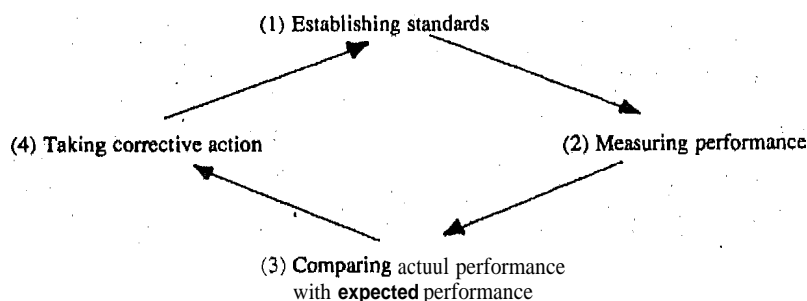 (1) Establishing standards
(4) Taking corrective action
(2) Measuring performance
(3) Comparing actuul performance
with expected performance